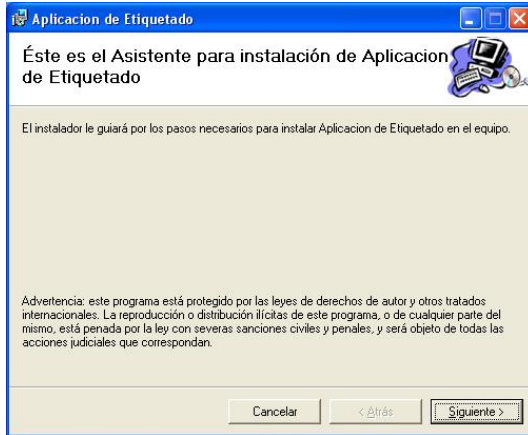 Aplicacion de Etiquetado
Éste es el Asistente para instalación de Aplicacion
de Etiquetado
El instalador le guiará por los pasos necesarios para instalar Aplicacion de Etiquetado en el equipo.
Advertencia: este programa está protegido por las leyes de derechos de autor y otros tratados
internacionales. La reproducción o distribución ilícitas de este programa, o de cualquier parte del
mismo, está penada por la ley con severas sanciones civiles y penales, y será objeto de todas las
acciones judiciales que correspondan.
Cancelar
< Atrás
Siguiente >